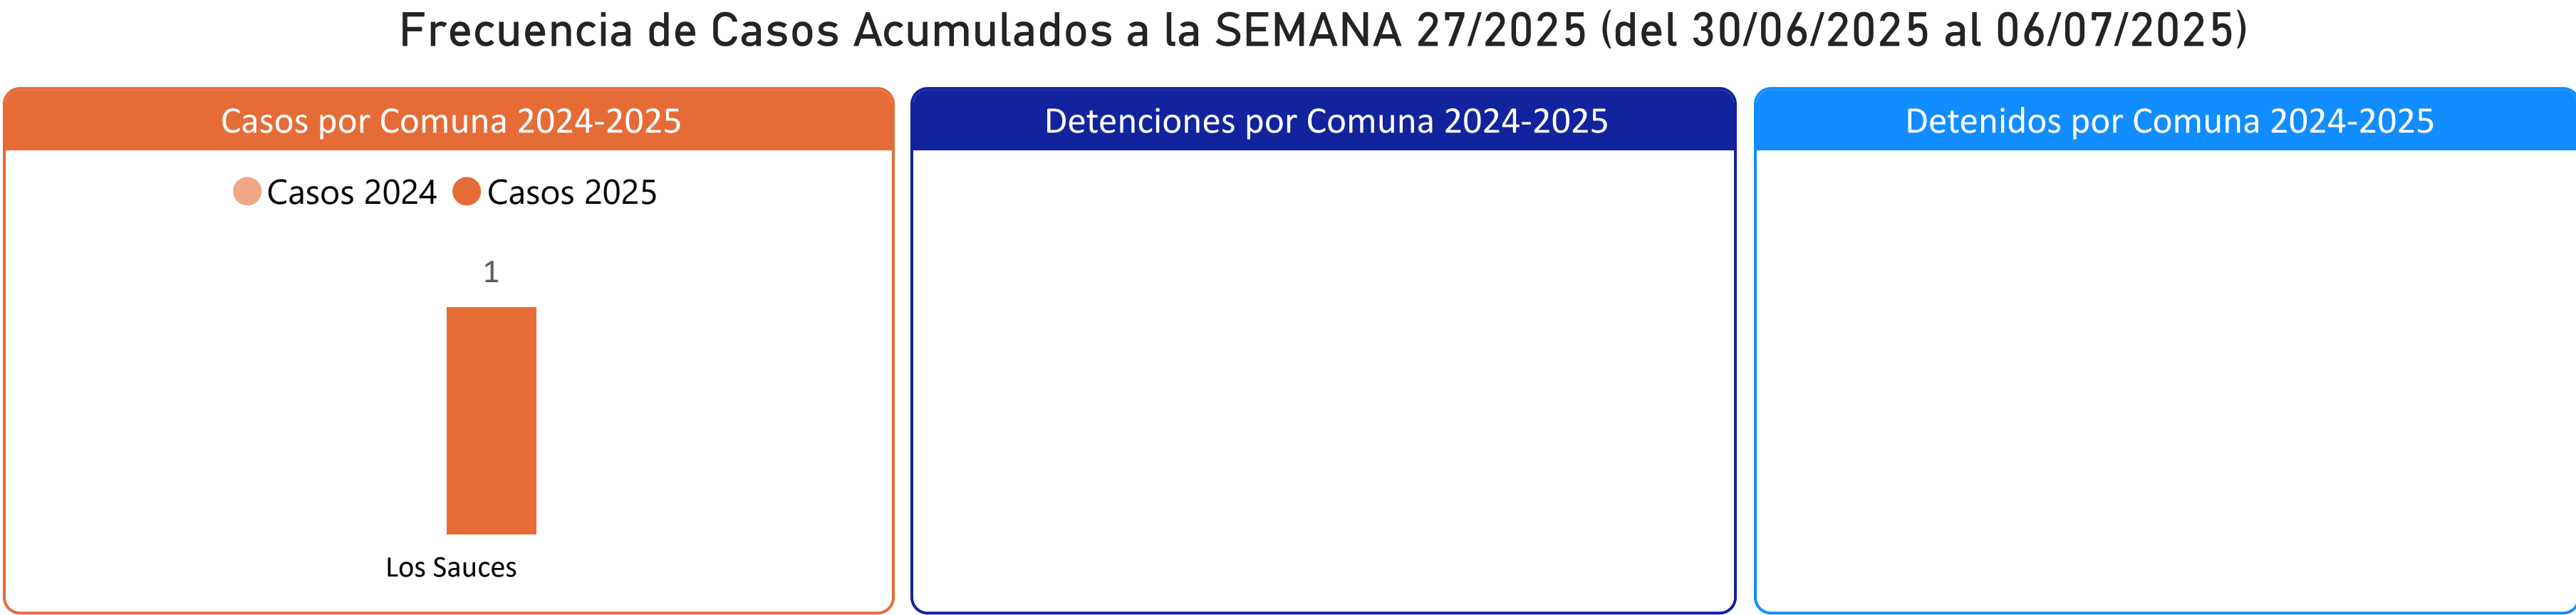 Frecuencia de Casos Acumulados a la SEMANA 27/2025 (del 30/06/2025 al 06/07/2025)
Casos por Comuna 2024-2025
Casos 2024 Casos 2025
1
Los Sauces
Detenciones por Comuna 2024-2025
Detenidos por Comuna 2024-2025